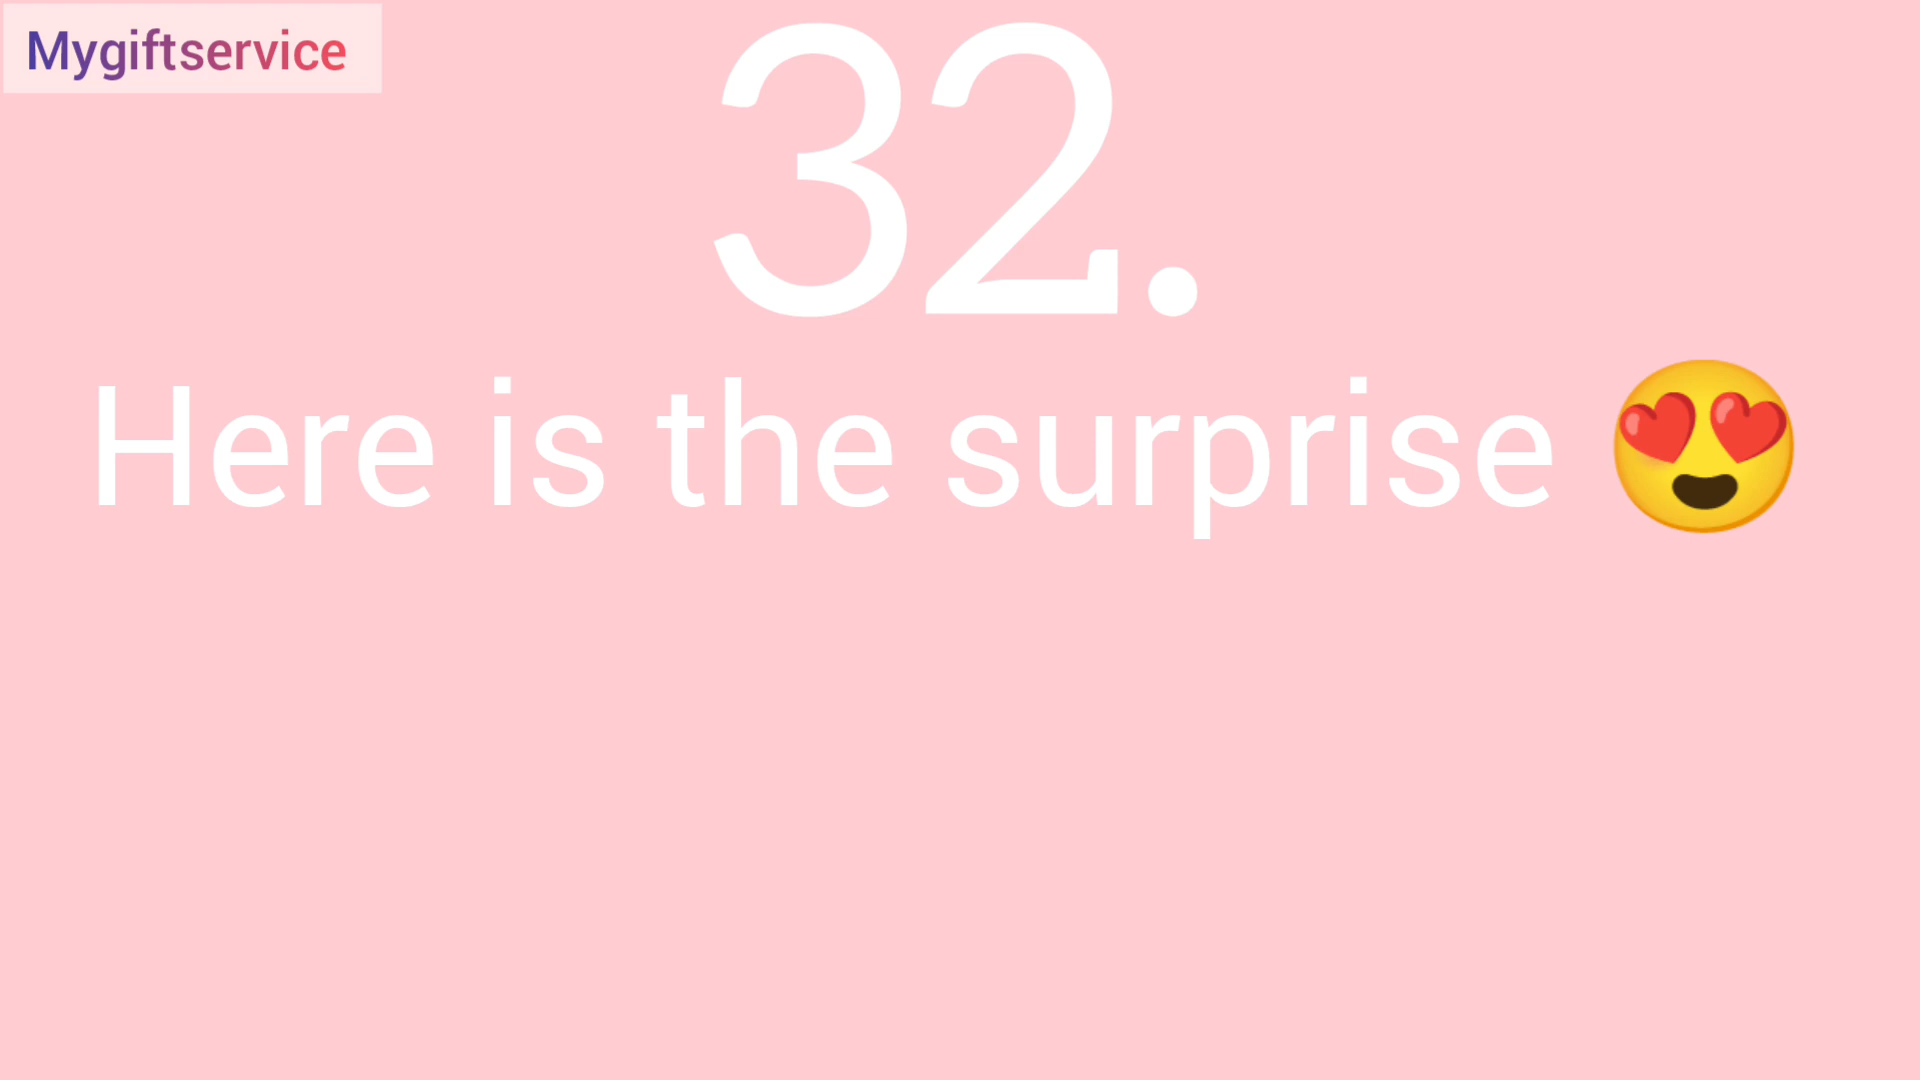 Mygiftservice
32.
Here is the surprise 😍